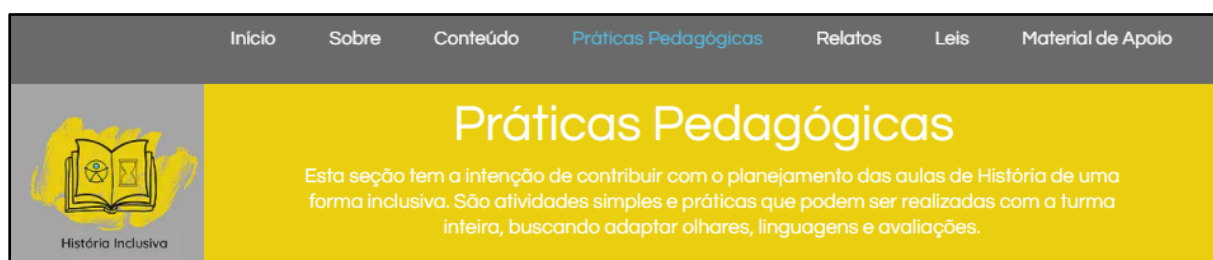 Início Sobre Conteúdo Práticas Pedagógicas Relatos Leis Material de Apoio
Práticas Pedagógicas
Esta seção tem a intenção de contribuir com o planejamento das aulas de História de uma
forma inclusiva. São atividades simples e práticas que podem ser realizadas com a turma
inteira, buscando adaptar olhares, linguagens e avaliações.
História Inclusiva